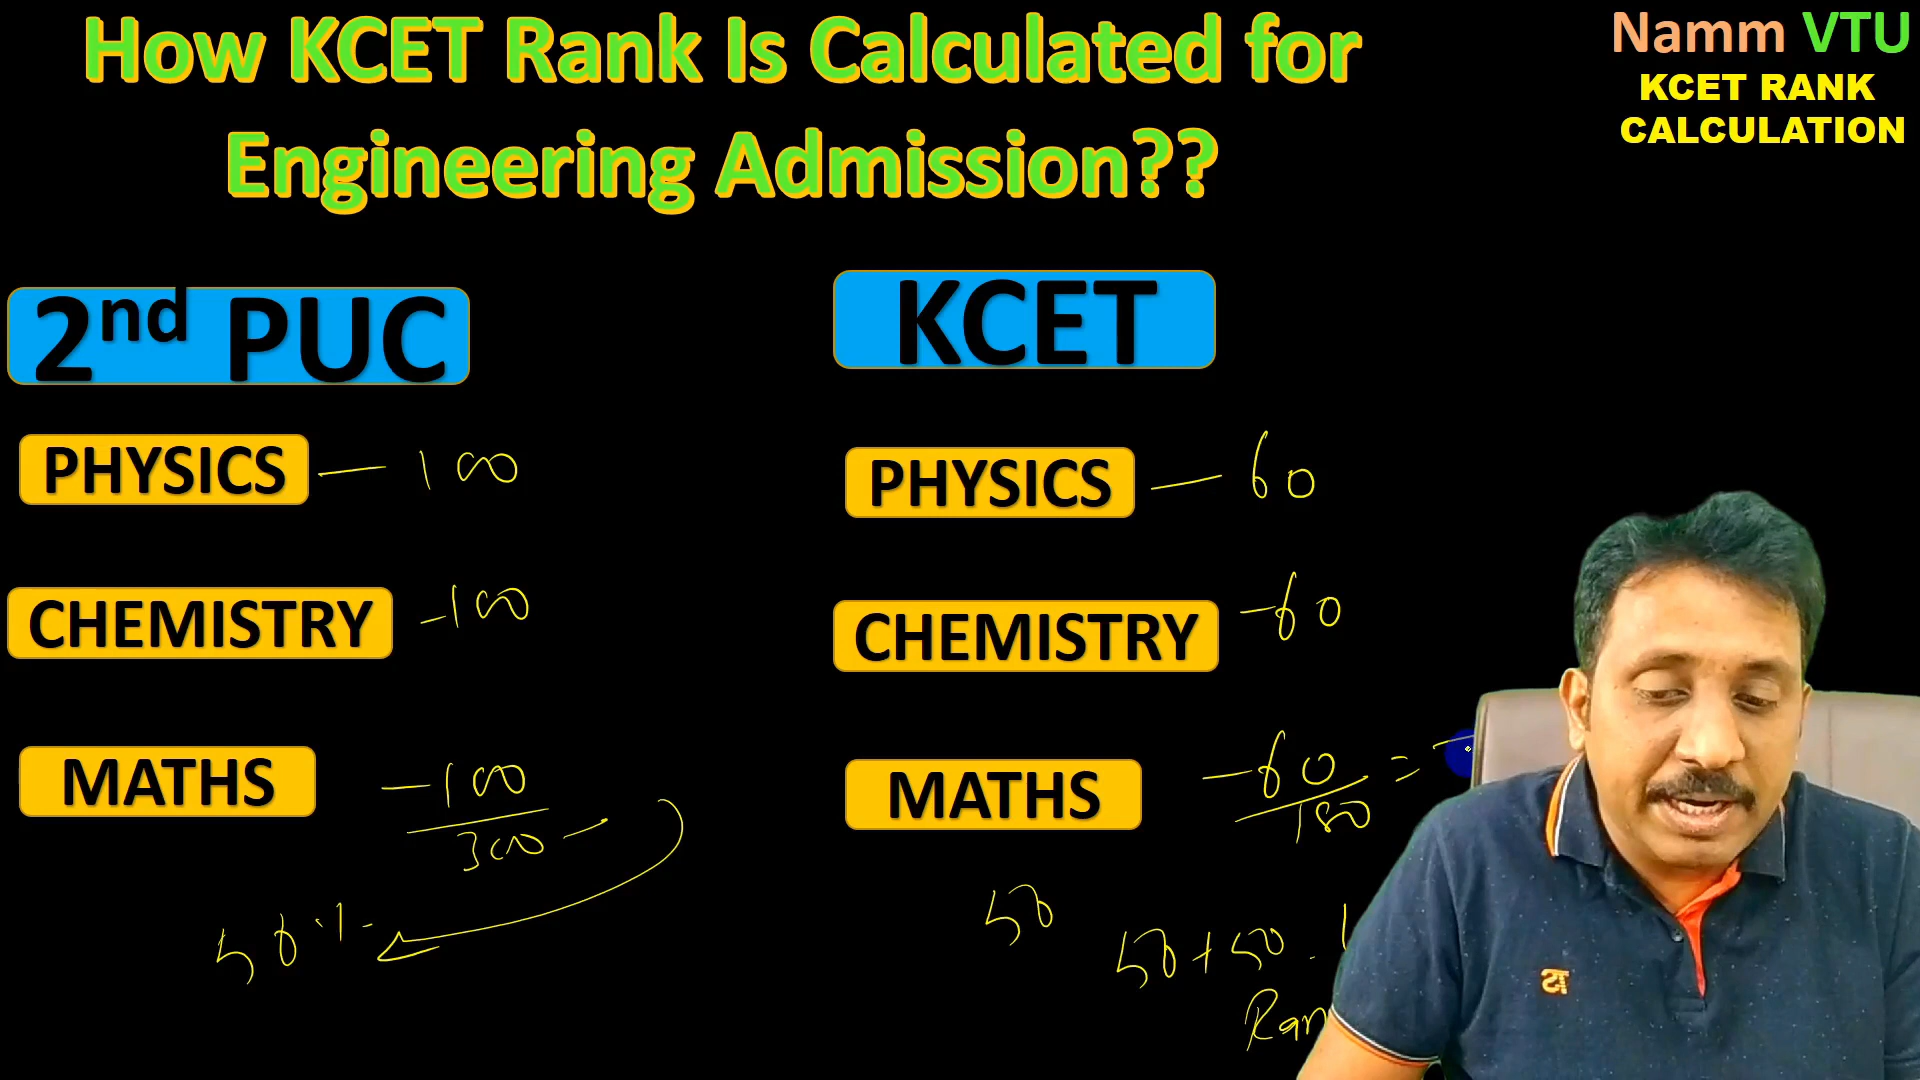 How KCET Rank Is Calculated for
Engineering Admission??
Namm VTU
KCET RANK
CALCULATION
2nd PUC
PHYSICS — 100
CHEMISTRY - 100
MATHS - 100
300 -
50%
KCET
PHYSICS — 60
CHEMISTRY - 60
MATHS - 60 =
180
50
50 + 50